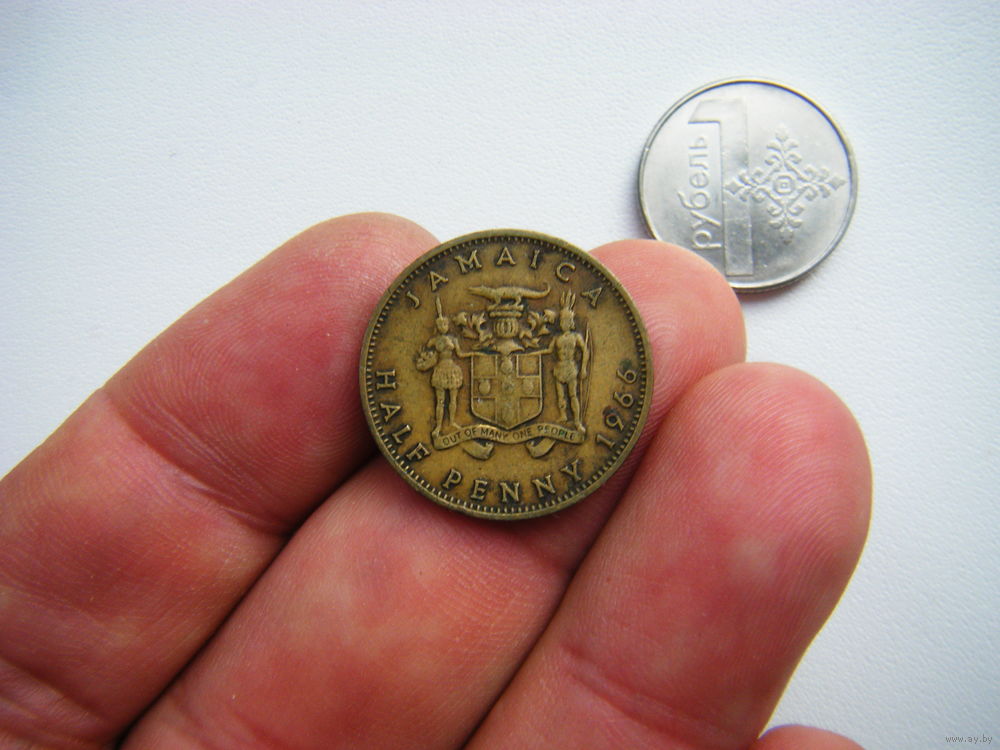 JAMAICA
OUT OF MANY ONE PEOPLE
HALF PENNY 1966
1 рубель
www.ay.by